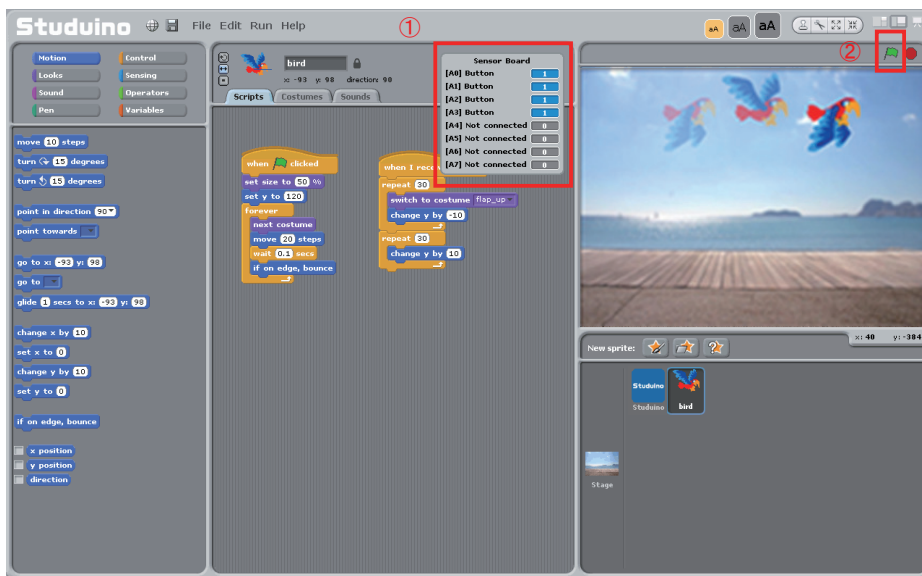 Studuino File Edit Run Help ① aA aA aA
②
Motion Control
Looks Sensing
Sound Operators
Pen Variables
move 10 steps
turn 15 degrees
turn 15 degrees
point in direction 90
point towards
go to x: -93 y: 98
go to
glide 1 secs to x: -93 y: 98
change x by 10
set x to 0
change y by 10
set y to 0
if on edge, bounce
x position
y position
direction
bird
x: -93 y: 98 direction: 90
Scripts Costumes Sounds
Sensor Board
[A0] Button 1
[A1] Button 1
[A2] Button 1
[A3] Button 1
[A4] Not connected 0
[A5] Not connected 0
[A6] Not connected 0
[A7] Not connected 0
when clicked
set size to 50 %
set y to 120
forever
next costume
move 20 steps
wait 0.1 secs
if on edge, bounce
when I rece
repeat 30
switch to costume flap_up
change y by -10
repeat 30
change y by 10
x: 40 y: -384
New sprite:
Studuino
Studuino bird
Stage